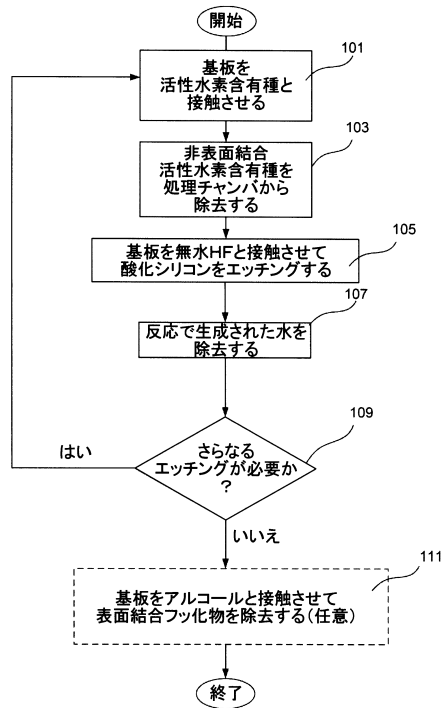 開始
101
基板を
活性水素含有種と
接触させる
103
非表面結合
活性水素含有種を
処理チャンバから
除去する
105
基板を無水HFと接触させて
酸化シリコンをエッチングする
107
反応で生成された水を
除去する
109
さらなる
エッチングが必要か
?
はい
いいえ
111
基板をアルコールと接触させて
表面結合フッ化物を除去する(任意)
終了